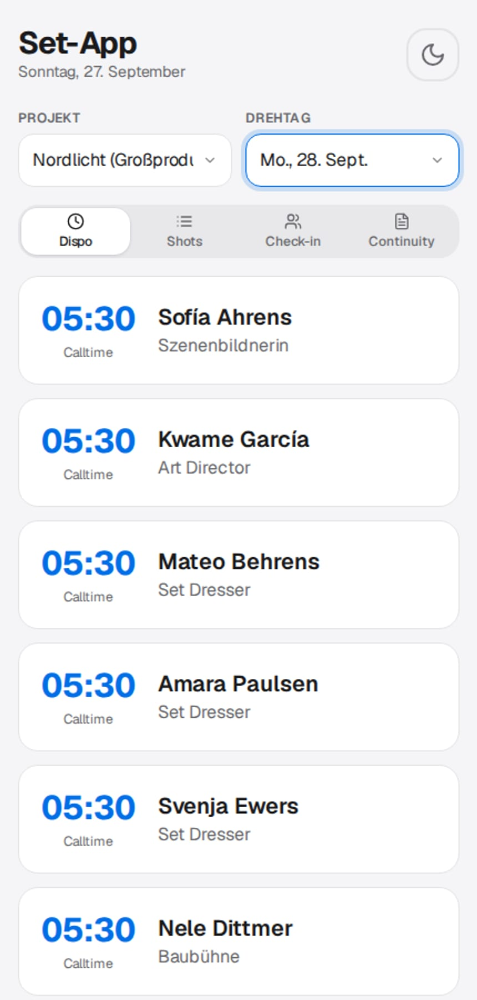 Set-App
Sonntag, 27. September
PROJEKT
DREHTAG
Nordlicht (Großprodu
Mo., 28. Sept.
Dispo
Shots
Check-in
Continuity
05:30
Sofía Ahrens
Calltime
Szenenbildnerin
05:30
Kwame García
Calltime
Art Director
05:30
Mateo Behrens
Calltime
Set Dresser
05:30
Amara Paulsen
Calltime
Set Dresser
05:30
Svenja Ewers
Calltime
Set Dresser
05:30
Nele Dittmer
Calltime
Baubühne